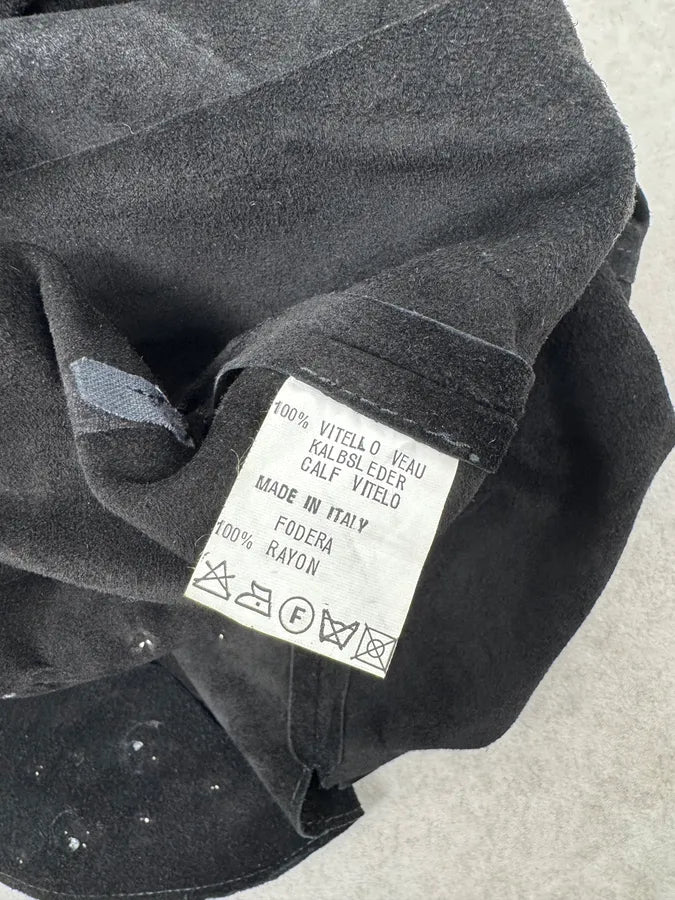 100% VITELLO VEAU
KALBSLEDER
CALF VITELO
MADE IN ITALY
FODERA
100% RAYON
F